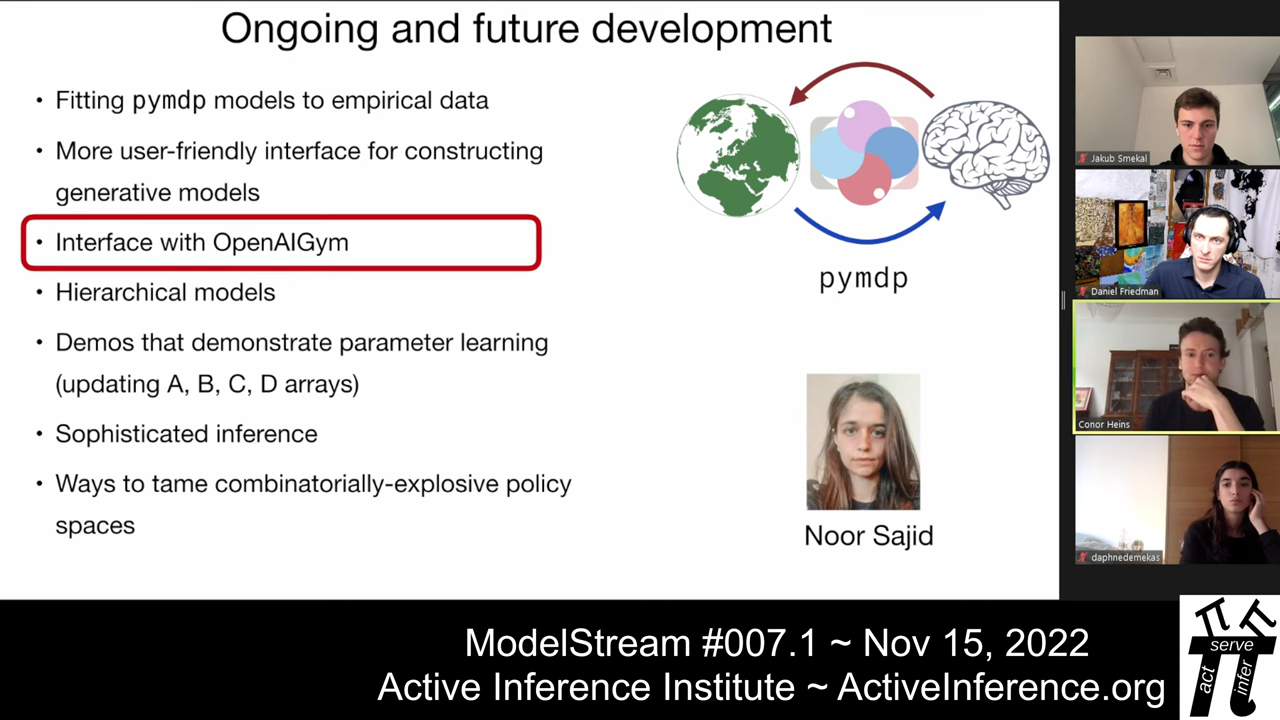 Ongoing and future development
• Fitting pymdp models to empirical data
• More user-friendly interface for constructing
generative models
• Interface with OpenAIGym
• Hierarchical models
• Demos that demonstrate parameter learning
(updating A, B, C, D arrays)
• Sophisticated inference
• Ways to tame combinatorially-explosive policy
spaces
pymdp
Noor Sajid
Jakub Smekal
Daniel Friedman
Conor Heins
daphnedemekas
ModelStream #007.1 ~ Nov 15, 2022
Active Inference Institute ~ ActiveInference.org
serve
act
infer